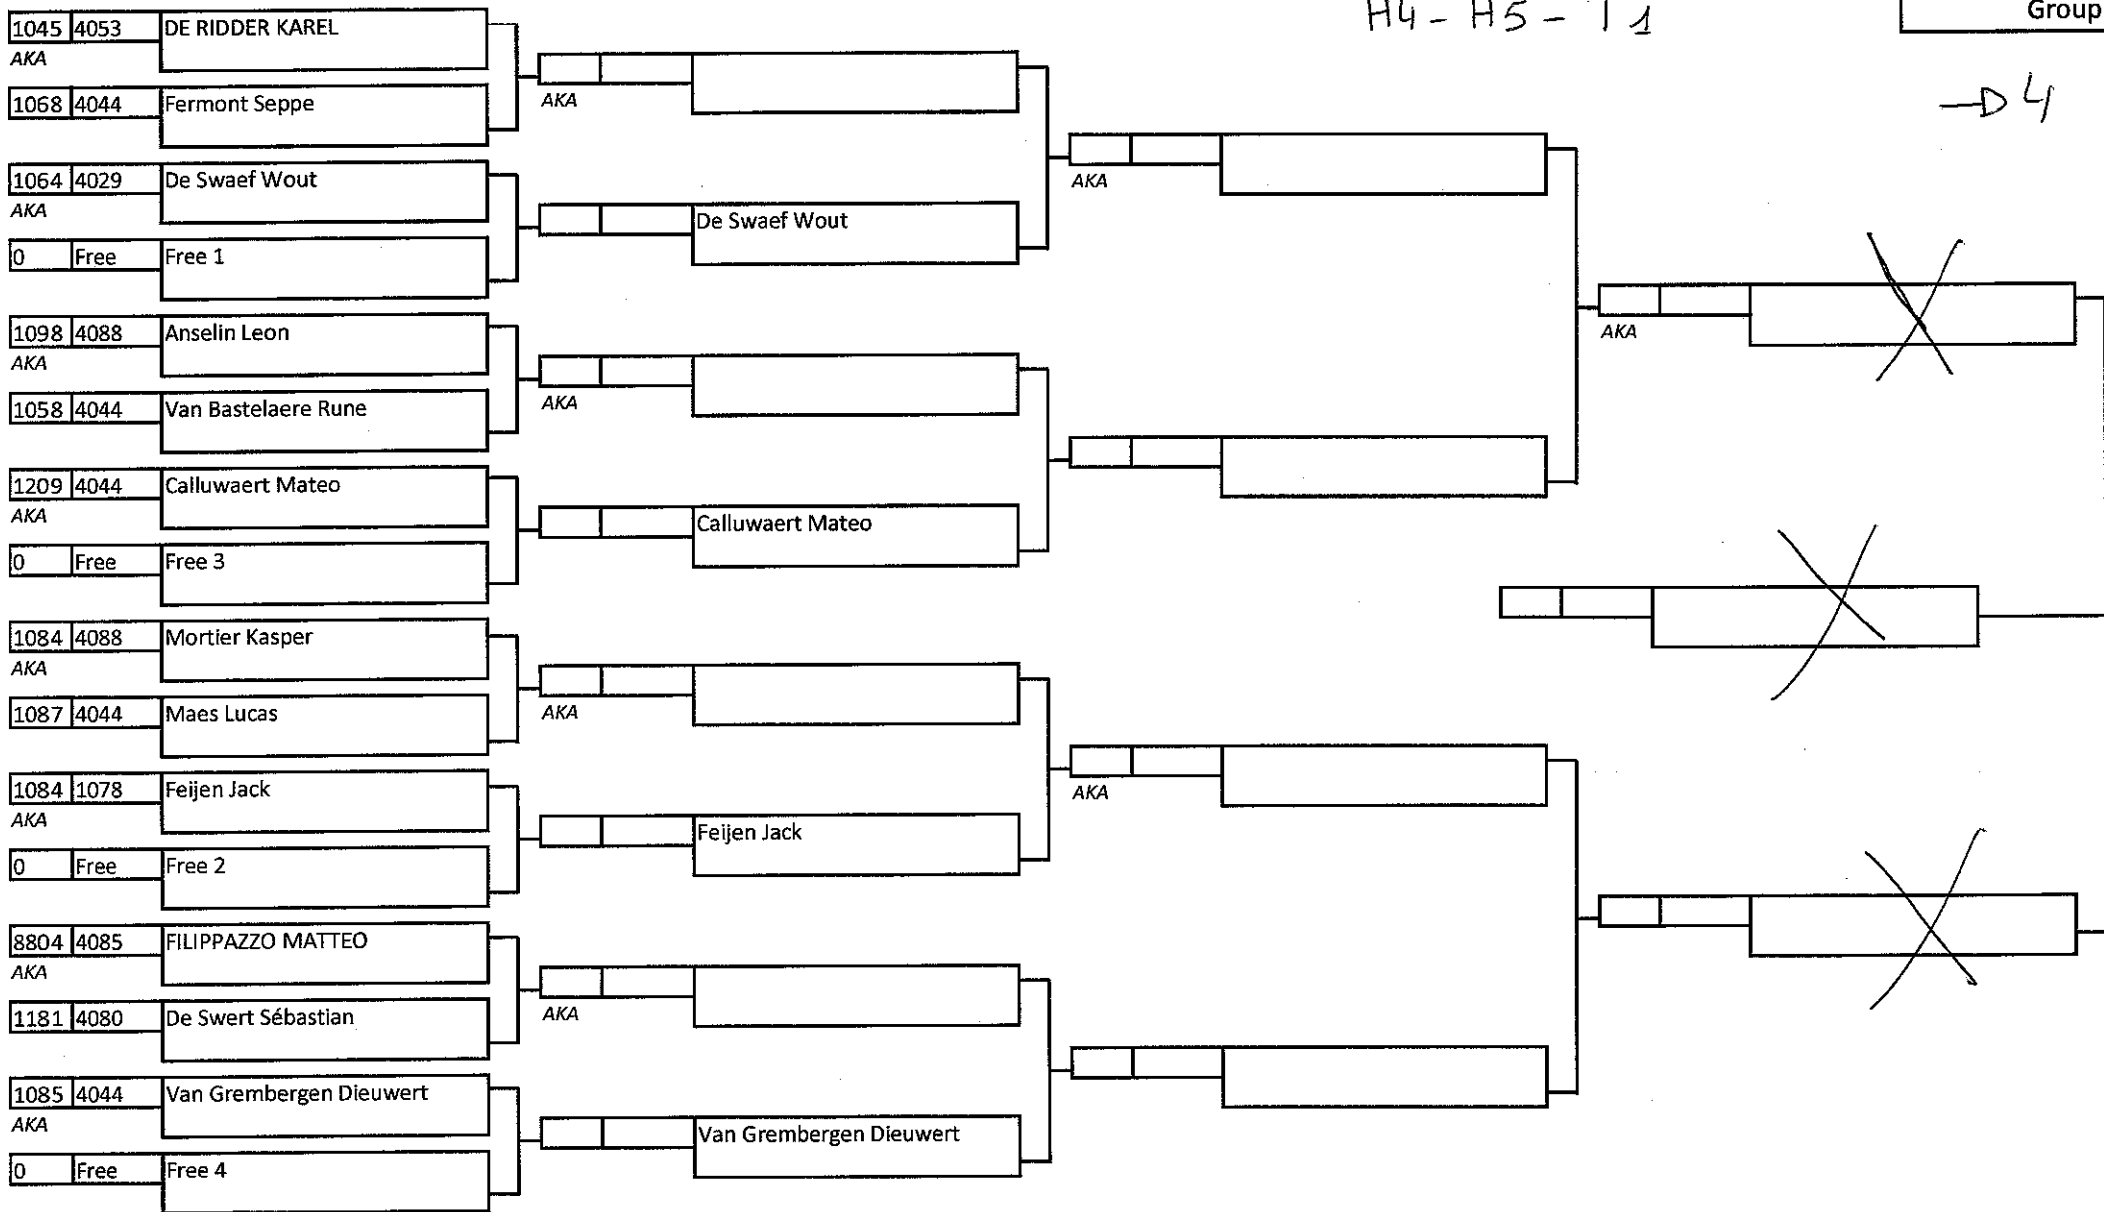 H4 - H5 - T1
Group
→ 4
1045 4053 DE RIDDER KAREL
AKA
1068 4044 Fermont Seppe
AKA
1064 4029 De Swaef Wout
AKA
De Swaef Wout
0 Free Free 1
AKA
1098 4088 Anselin Leon
AKA
1058 4044 Van Bastelaere Rune
AKA
1209 4044 Calluwaert Mateo
AKA
Calluwaert Mateo
0 Free Free 3
AKA
1084 4088 Mortier Kasper
AKA
1087 4044 Maes Lucas
AKA
1084 1078 Feijen Jack
AKA
AKA
Feijen Jack
0 Free Free 2
8804 4085 FILIPPAZZO MATTEO
AKA
1181 4080 De Swert Sébastian
AKA
1085 4044 Van Grembergen Dieuwert
AKA
Van Grembergen Dieuwert
0 Free Free 4